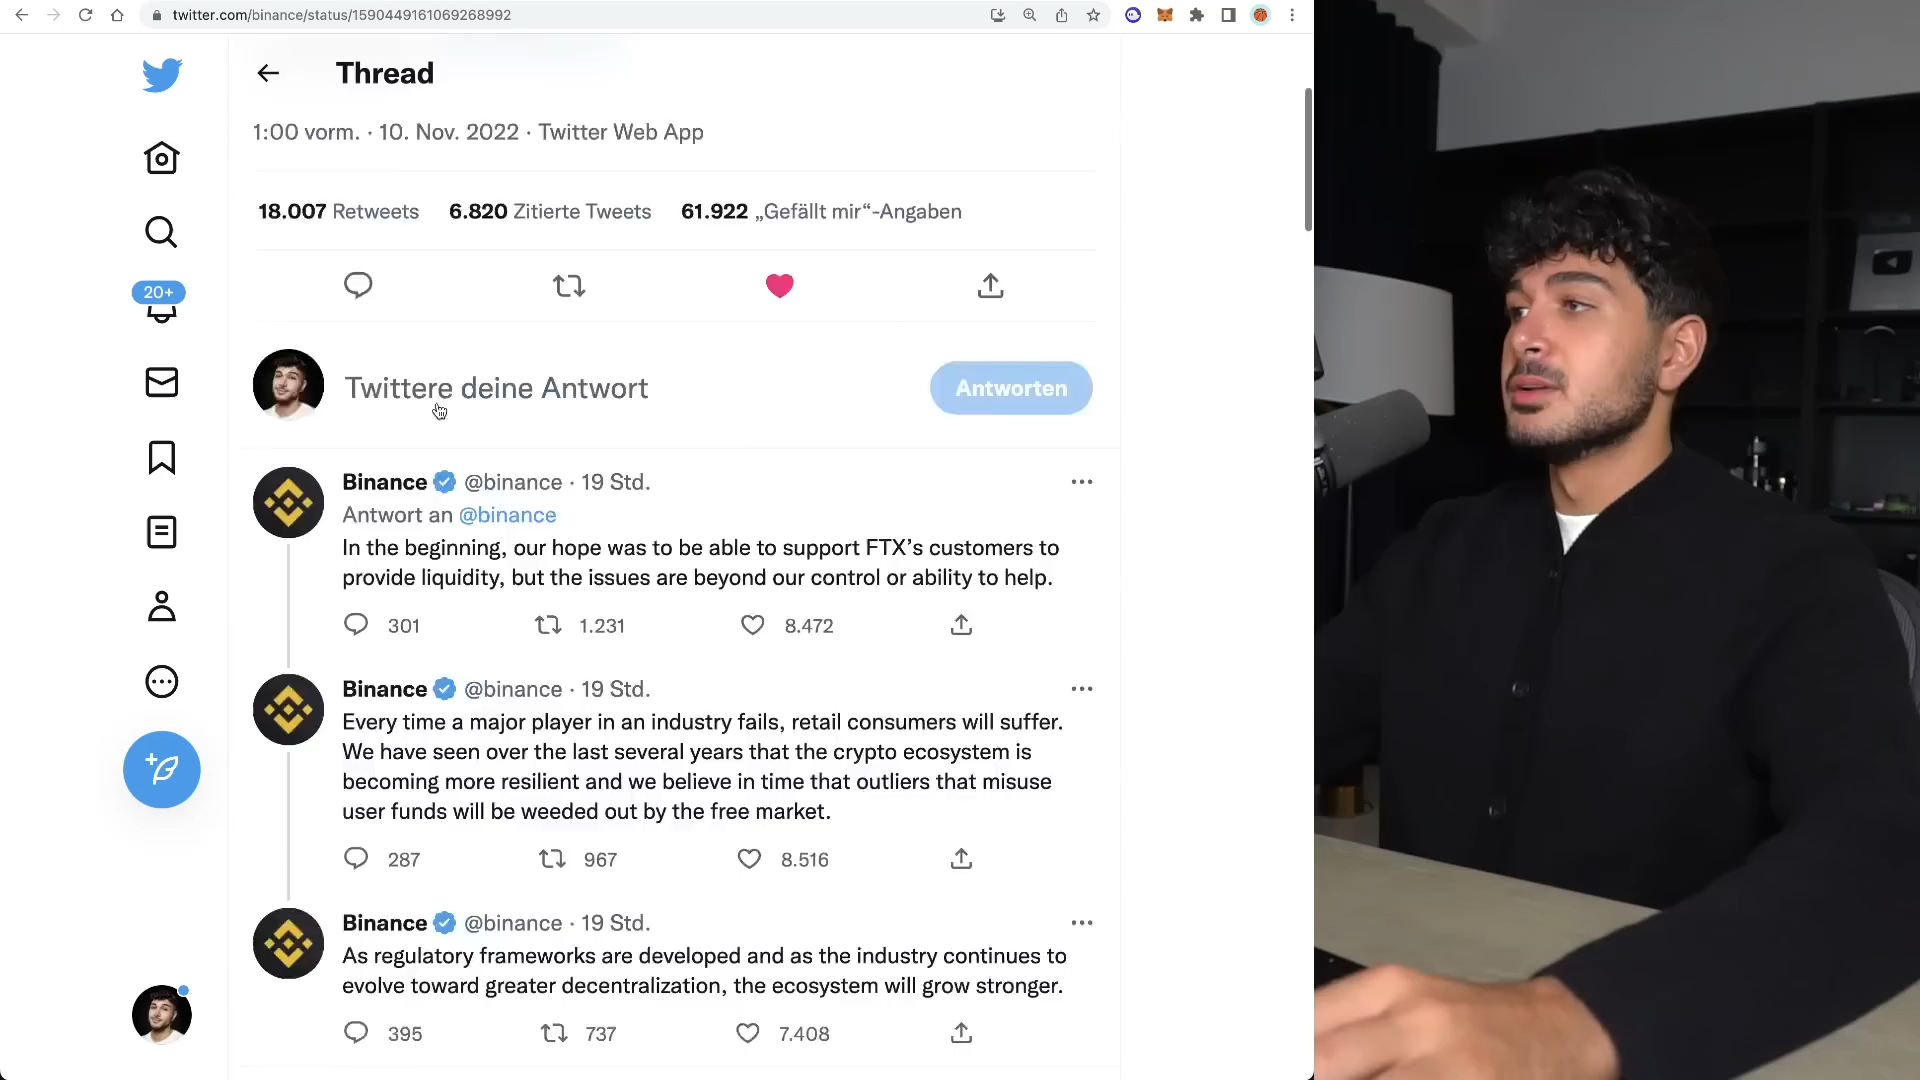 twitter.com/binance/status/1590449161069268992
Thread
1:00 vorm. · 10. Nov. 2022 · Twitter Web App
18.007 Retweets 6.820 Zitierte Tweets 61.922 „Gefällt mir“-Angaben
20+
Twittere deine Antwort
Antworten
Binance @binance · 19 Std.
Antwort an @binance
In the beginning, our hope was to be able to support FTX’s customers to
provide liquidity, but the issues are beyond our control or ability to help.
301 1.231 8.472
Binance @binance · 19 Std.
Every time a major player in an industry fails, retail consumers will suffer.
We have seen over the last several years that the crypto ecosystem is
becoming more resilient and we believe in time that outliers that misuse
user funds will be weeded out by the free market.
287 967 8.516
Binance @binance · 19 Std.
As regulatory frameworks are developed and as the industry continues to
evolve toward greater decentralization, the ecosystem will grow stronger.
395 737 7.408